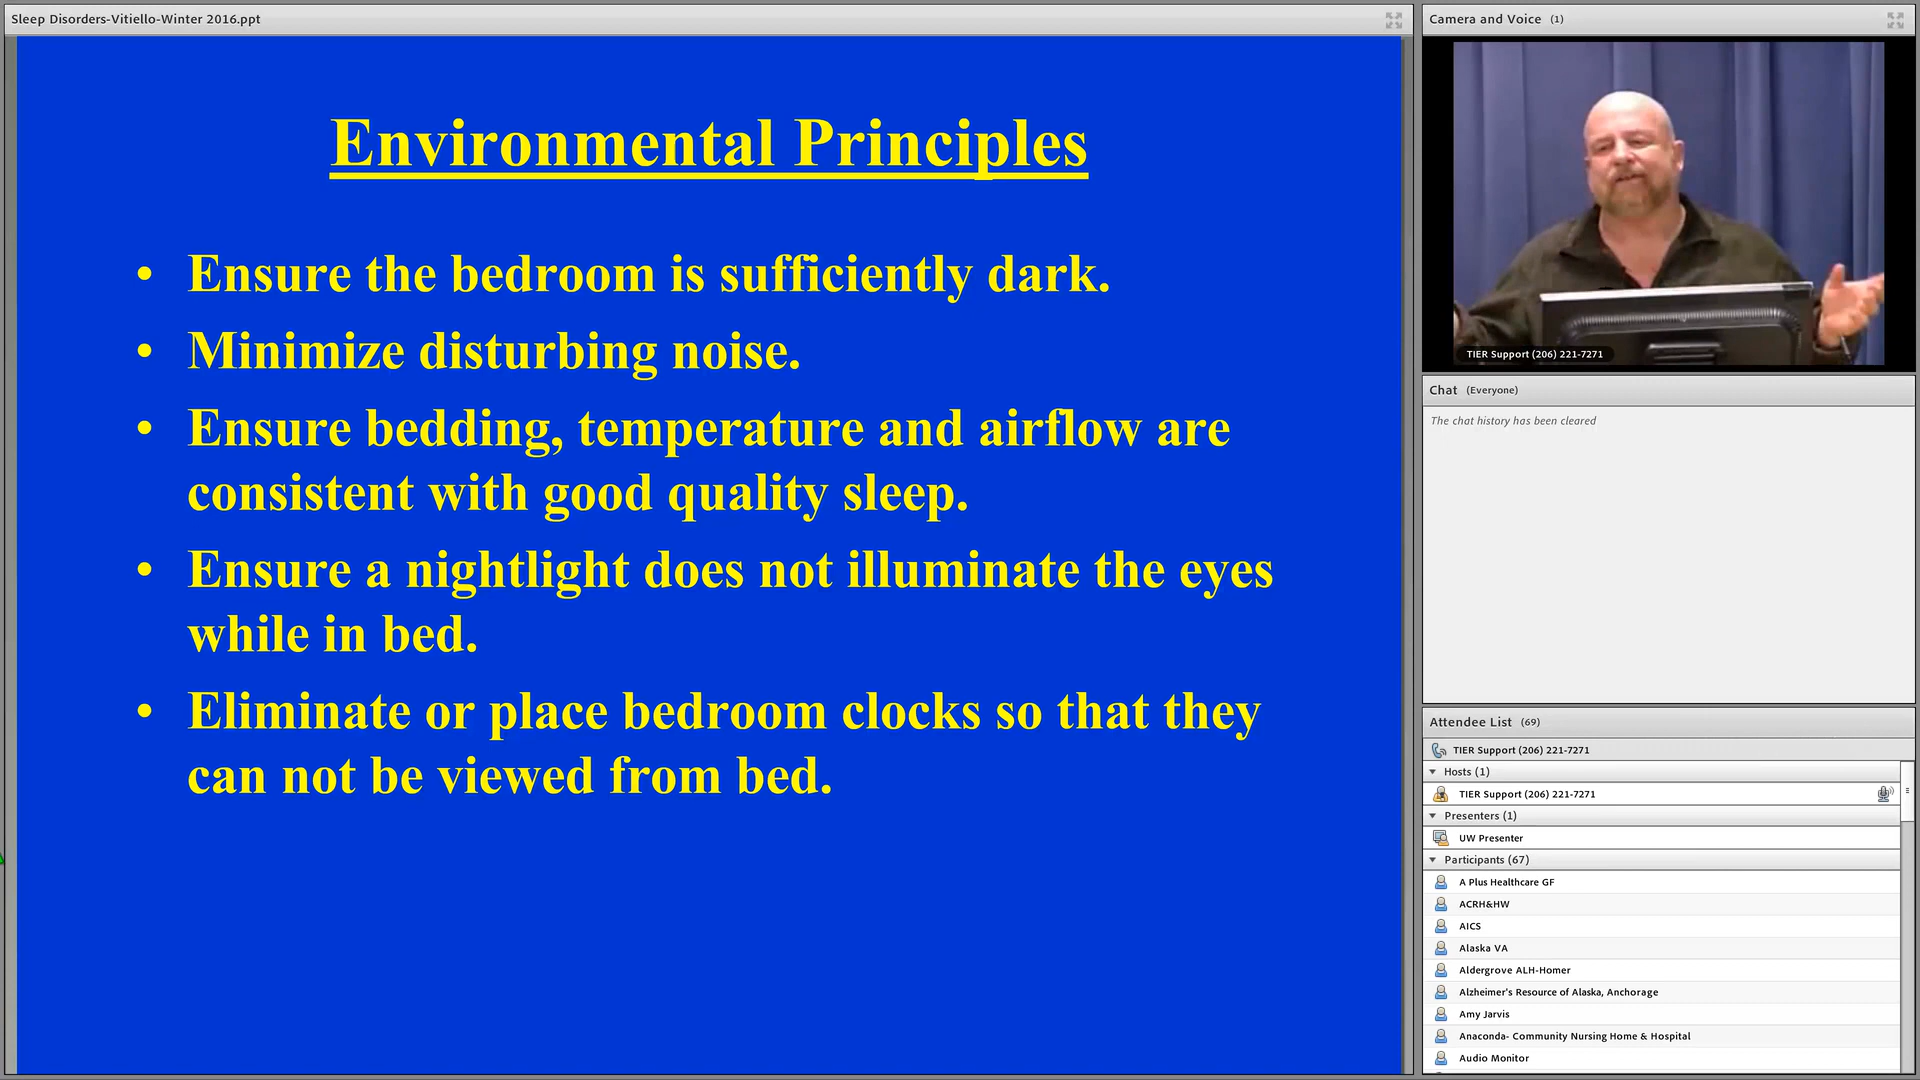 Sleep Disorders-Vitiello-Winter 2016.ppt
Environmental Principles
• Ensure the bedroom is sufficiently dark.
• Minimize disturbing noise.
• Ensure bedding, temperature and airflow are
consistent with good quality sleep.
• Ensure a nightlight does not illuminate the eyes
while in bed.
• Eliminate or place bedroom clocks so that they
can not be viewed from bed.
Camera and Voice (1)
TIER Support (206) 221-7271
Chat (Everyone)
The chat history has been cleared
Attendee List (69)
TIER Support (206) 221-7271
Hosts (1)
TIER Support (206) 221-7271
Presenters (1)
UW Presenter
Participants (67)
A Plus Healthcare GF
ACRH&HW
AICS
Alaska VA
Aldergrove ALH-Homer
Alzheimer's Resource of Alaska, Anchorage
Amy Jarvis
Anaconda- Community Nursing Home & Hospital
Audio Monitor